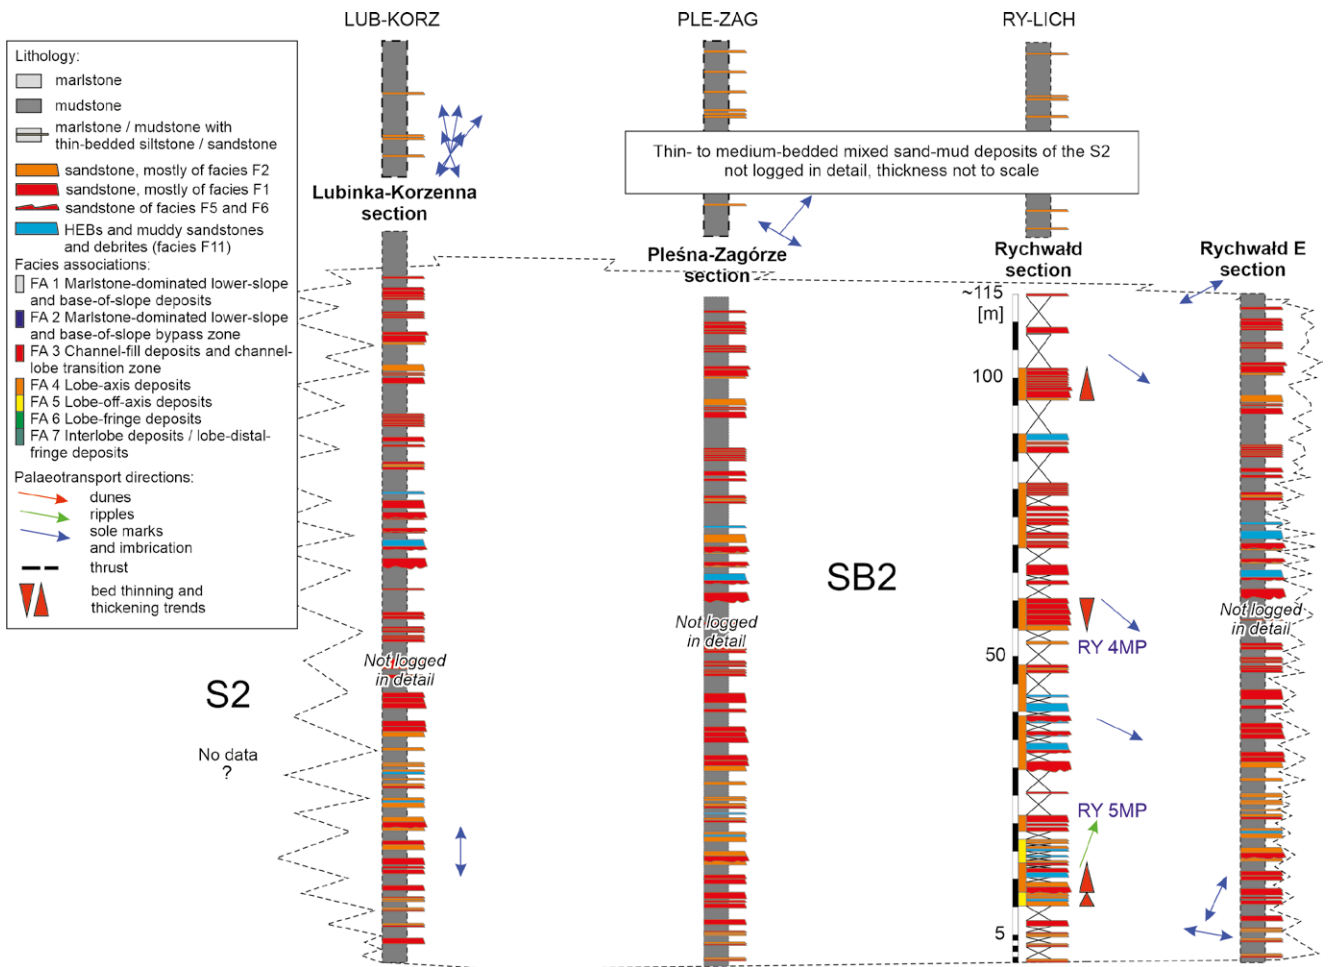 LUB-KORZ
PLE-ZAG
RY-LICH
Lithology:
marlstone
mudstone
marlstone / mudstone with
thin-bedded siltstone / sandstone
sandstone, mostly of facies F2
sandstone, mostly of facies F1
sandstone of facies F5 and F6
HEBs and muddy sandstones
and debrites (facies F11)
Facies associations:
FA 1 Marlstone-dominated lower-slope
and base-of-slope deposits
FA 2 Marlstone-dominated lower-slope
and base-of-slope bypass zone
FA 3 Channel-fill deposits and channel-
lobe transition zone
FA 4 Lobe-axis deposits
FA 5 Lobe-off-axis deposits
FA 6 Lobe-fringe deposits
FA 7 Interlobe deposits / lobe-distal-
fringe deposits
Palaeotransport directions:
dunes
ripples
sole marks
and imbrication
thrust
bed thinning and
thickening trends
Thin- to medium-bedded mixed sand-mud deposits of the S2
not logged in detail, thickness not to scale
Lubinka-Korzenna
section
Pleśna-Zagórze
section
Rychwałd
section
Rychwałd E
section
~115
[m]
100
50
5
S2
No data
?
Not logged
in detail
Not logged
in detail
SB2
RY 4MP
RY 5MP
Not logged
in detail